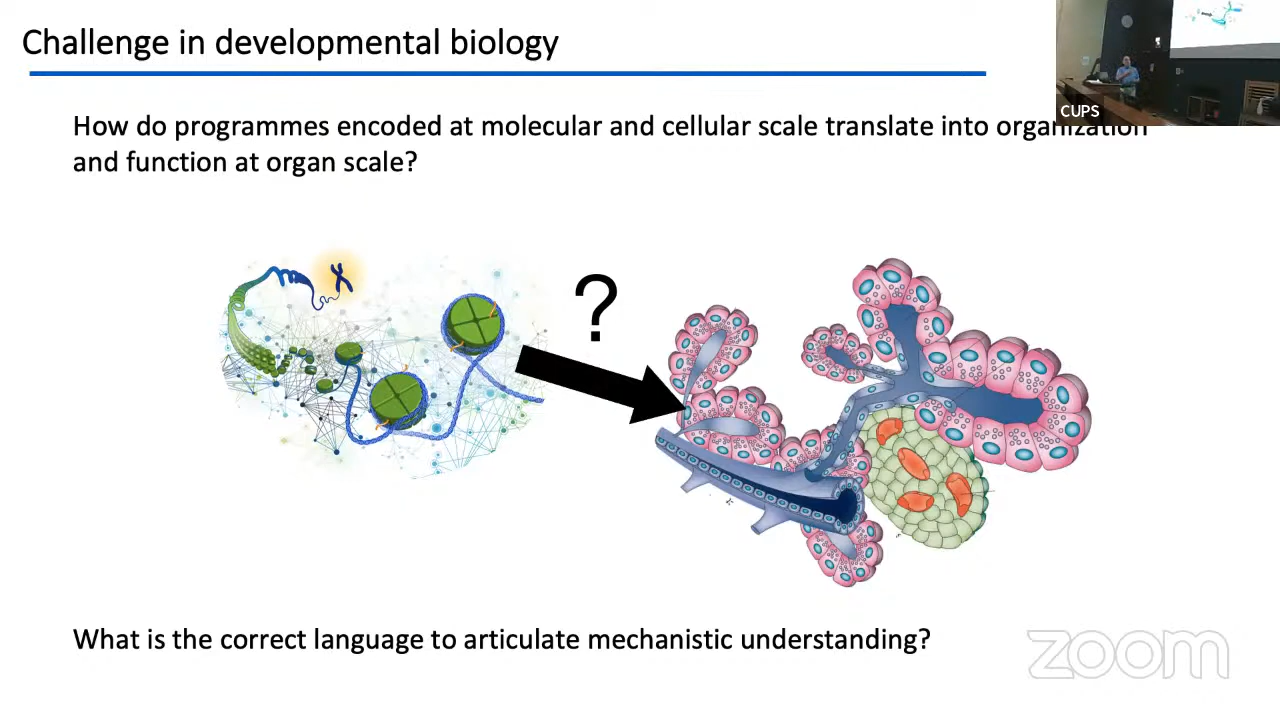 Challenge in developmental biology
CUPS
How do programmes encoded at molecular and cellular scale translate into organization
and function at organ scale?
?
What is the correct language to articulate mechanistic understanding?
zoom